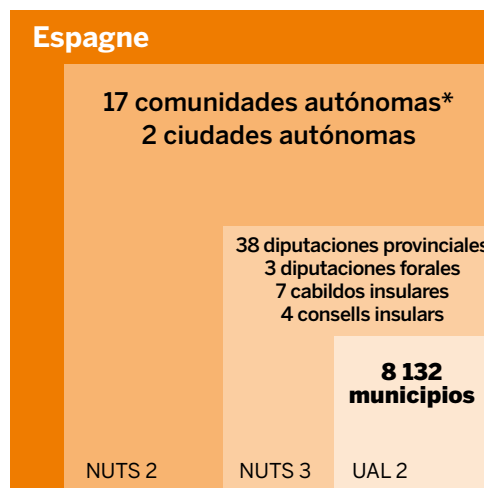 Espagne
17 comunidades autónomas*
2 ciudades autónomas
38 diputaciones provinciales
3 diputaciones forales
7 cabildos insulares
4 consells insulars
8 132
municipios
NUTS 2
NUTS 3
UAL 2